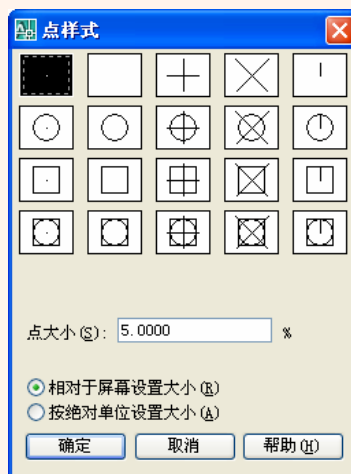 点样式
点大小(S): 5.0000 %
相对于屏幕设置大小(R)
按绝对单位设置大小(A)
确定 取消 帮助(H)